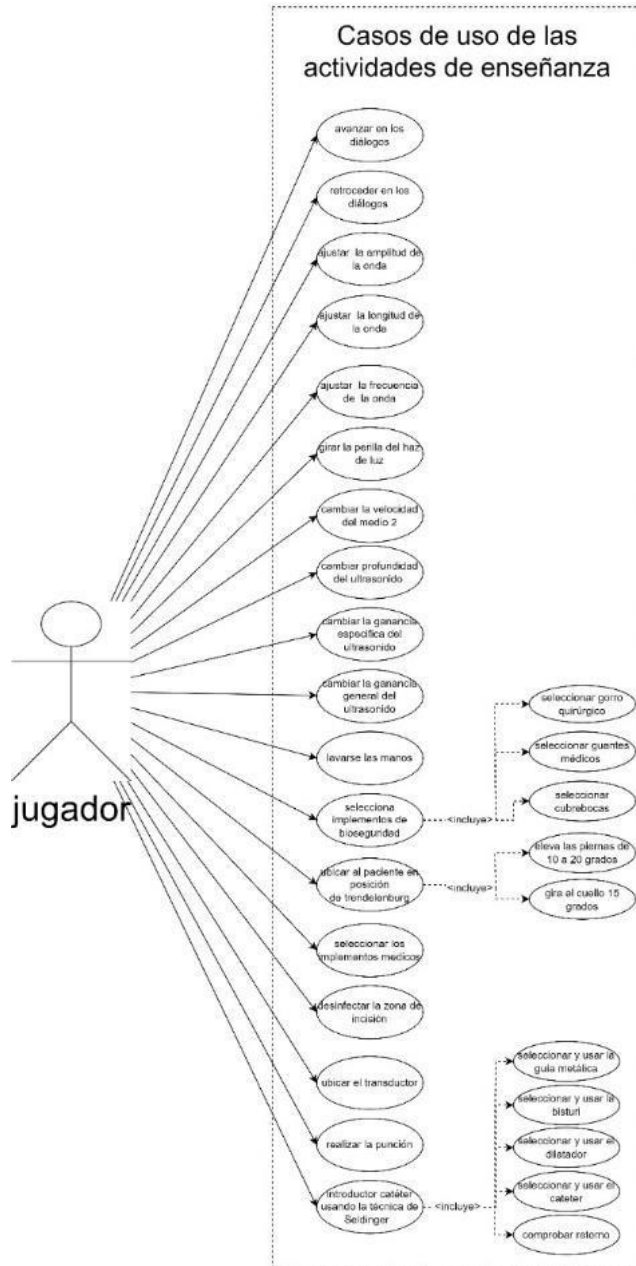 Casos de uso de las
actividades de enseñanza
avanzar en los
diálogos
retroceder en los
diálogos
ajustar la amplitud de
la onda
ajustar la longitud de
la onda
ajustar la frecuencia
de la onda
girar la perilla del haz
de luz
cambiar la velocidad
del medio 2
cambiar profundidad
del ultrasonido
cambiar la ganancia
especifica del
ultrasonido
cambiar la ganancia
general del
ultrasonido
lavarse las manos
jugador
selecciona
implementos de
bioseguridad
<incluye>
seleccionar gorro
quirúrgico
seleccionar guantes
médicos
seleccionar
cubrebocas
ubicar al paciente en
posición
de trendelenburg
<incluye>
eleva las piernas de
10 a 20 grados
gira el cuello 15
grados
seleccionar los
implementos medicos
desinfectar la zona de
incisión
ubicar el transductor
realizar la punción
Introductor catéter
usando la técnica de
Seldinger
<incluye>
seleccionar y usar la
guía metálica
seleccionar y usar la
bisturi
seleccionar y usar el
dilatador
seleccionar y usar el
cateter
comprobar retorno